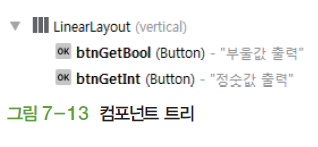 LinearLayout (vertical)
OK btnGetBool (Button) - "부울값 출력"
OK btnGetInt (Button) - "정숫값 출력"
그림 7-13 컴포넌트 트리